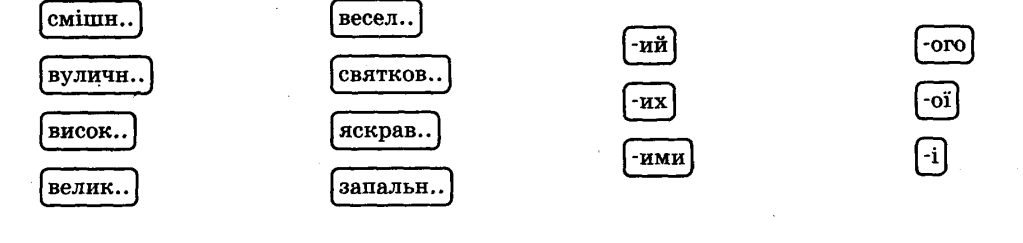 смішн..
вуличн..
висок..
велик..
весел..
святков..
яскрав..
запальн..
-ий
-их
-ими
-ого
-ої
-і